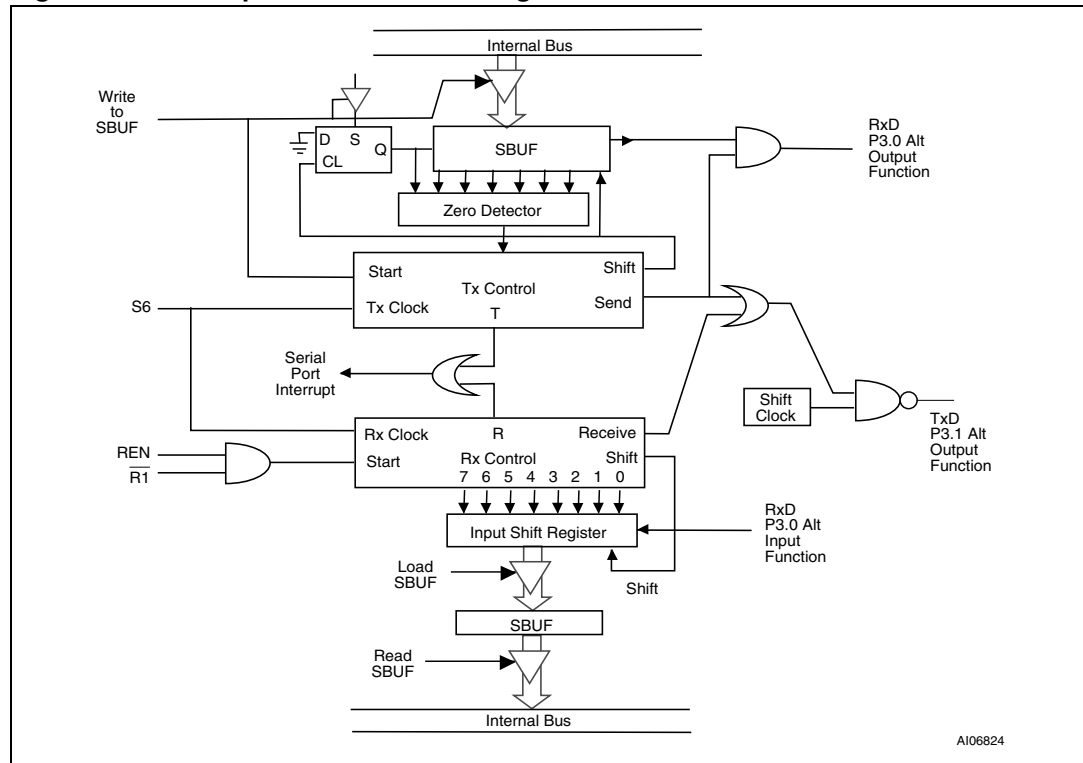 Internal Bus
Write
to
SBUF
D S
Q
CL
SBUF
RxD
P3.0 Alt
Output
Function
Zero Detector
Start
Shift
Tx Control
S6
Tx Clock
Send
T
Serial
Port
Interrupt
Shift
Clock
TxD
P3.1 Alt
Output
Function
Rx Clock
R
Receive
REN
Start
Rx Control
Shift
R1
7 6 5 4 3 2 1 0
RxD
P3.0 Alt
Input
Function
Input Shift Register
Load
SBUF
Shift
SBUF
Read
SBUF
Internal Bus
AI06824